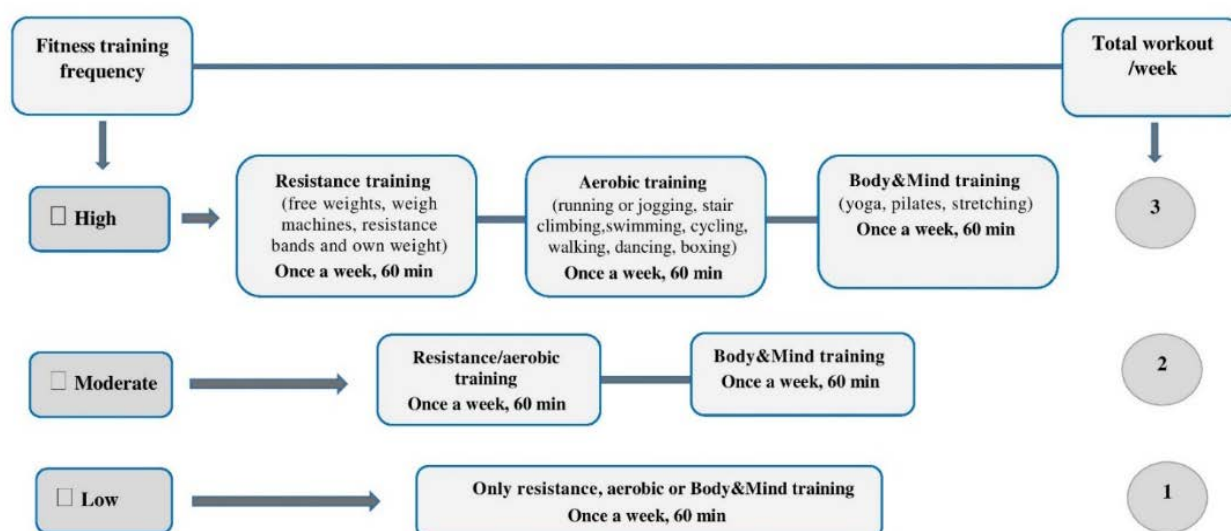 Fitness training
frequency
Total workout
/week
High
Resistance training
(free weights, weigh
machines, resistance
bands and own weight)
Once a week, 60 min
Aerobic training
(running or jogging, stair
climbing,swimming, cycling,
walking, dancing, boxing)
Once a week, 60 min
Body&Mind training
(yoga, pilates, stretching)
Once a week, 60 min
3
Moderate
Resistance/aerobic
training
Once a week, 60 min
Body&Mind training
Once a week, 60 min
2
Low
Only resistance, aerobic or Body&Mind training
Once a week, 60 min
1